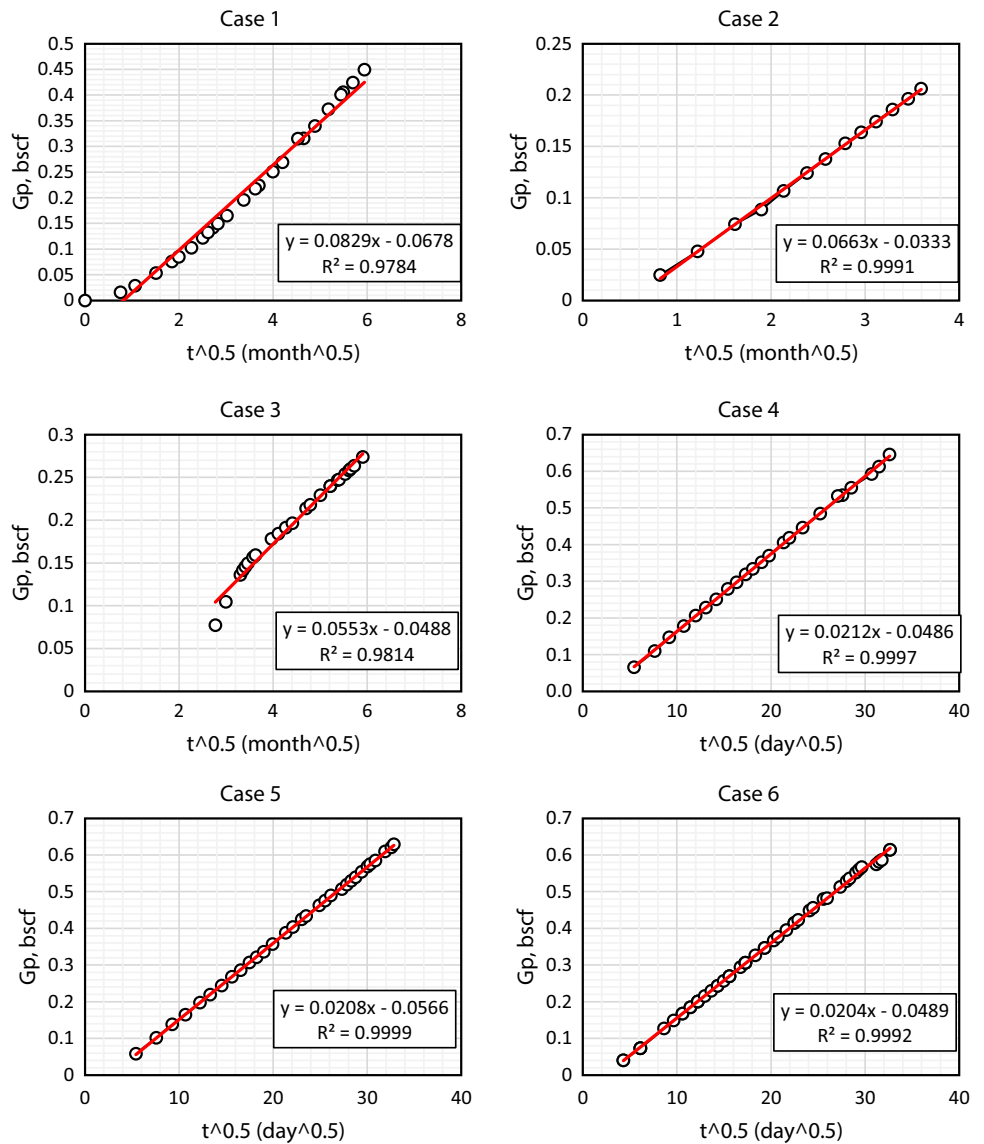 Case 1
0.5
0.45
0.4
0.35
0.3
0.25
0.2
0.15
0.1
0.05
0
Gp, bscf
y = 0.0829x - 0.0678
R² = 0.9784
0 2 4 6 8
t^0.5 (month^0.5)
Case 2
0.25
0.2
0.15
0.1
0.05
0
Gp, bscf
y = 0.0663x - 0.0333
R² = 0.9991
0 1 2 3 4
t^0.5 (month^0.5)
Case 3
0.3
0.25
0.2
0.15
0.1
0.05
0
Gp, bscf
y = 0.0553x - 0.0488
R² = 0.9814
0 2 4 6 8
t^0.5 (month^0.5)
Case 4
0.7
0.6
0.5
0.4
0.3
0.2
0.1
0.0
Gp, bscf
y = 0.0212x - 0.0486
R² = 0.9997
0 10 20 30 40
t^0.5 (day^0.5)
Case 5
0.7
0.6
0.5
0.4
0.3
0.2
0.1
0
Gp, bscf
y = 0.0208x - 0.0566
R² = 0.9999
0 10 20 30 40
t^0.5 (day^0.5)
Case 6
0.7
0.6
0.5
0.4
0.3
0.2
0.1
0
Gp, bscf
y = 0.0204x - 0.0489
R² = 0.9992
0 10 20 30 40
t^0.5 (day^0.5)